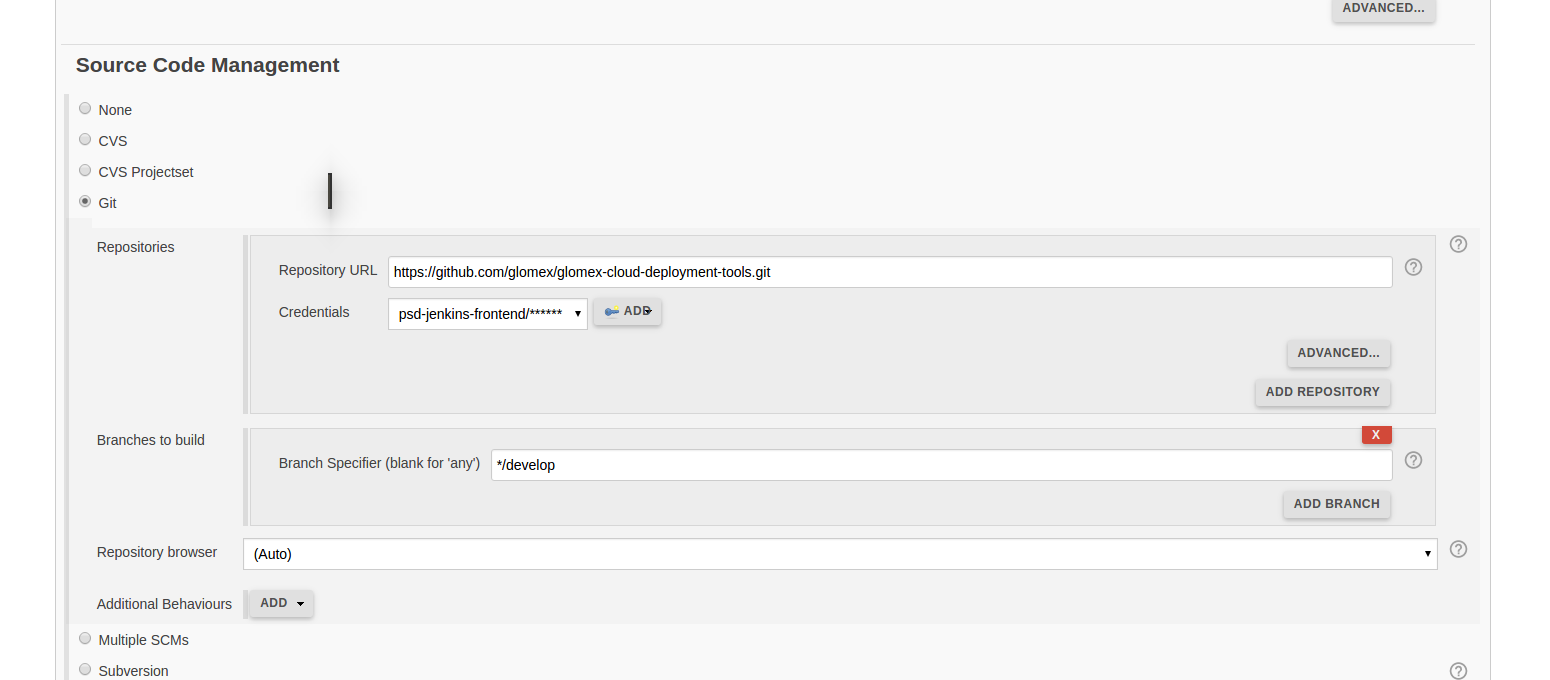 ADVANCED...
Source Code Management
None
CVS
CVS Projectset
Git
Repositories
Repository URL https://github.com/glomex/glomex-cloud-deployment-tools.git
Credentials psd-jenkins-frontend/****** ADD
ADVANCED...
ADD REPOSITORY
Branches to build
X
Branch Specifier (blank for 'any') */develop
ADD BRANCH
Repository browser (Auto)
Additional Behaviours ADD
Multiple SCMs
Subversion